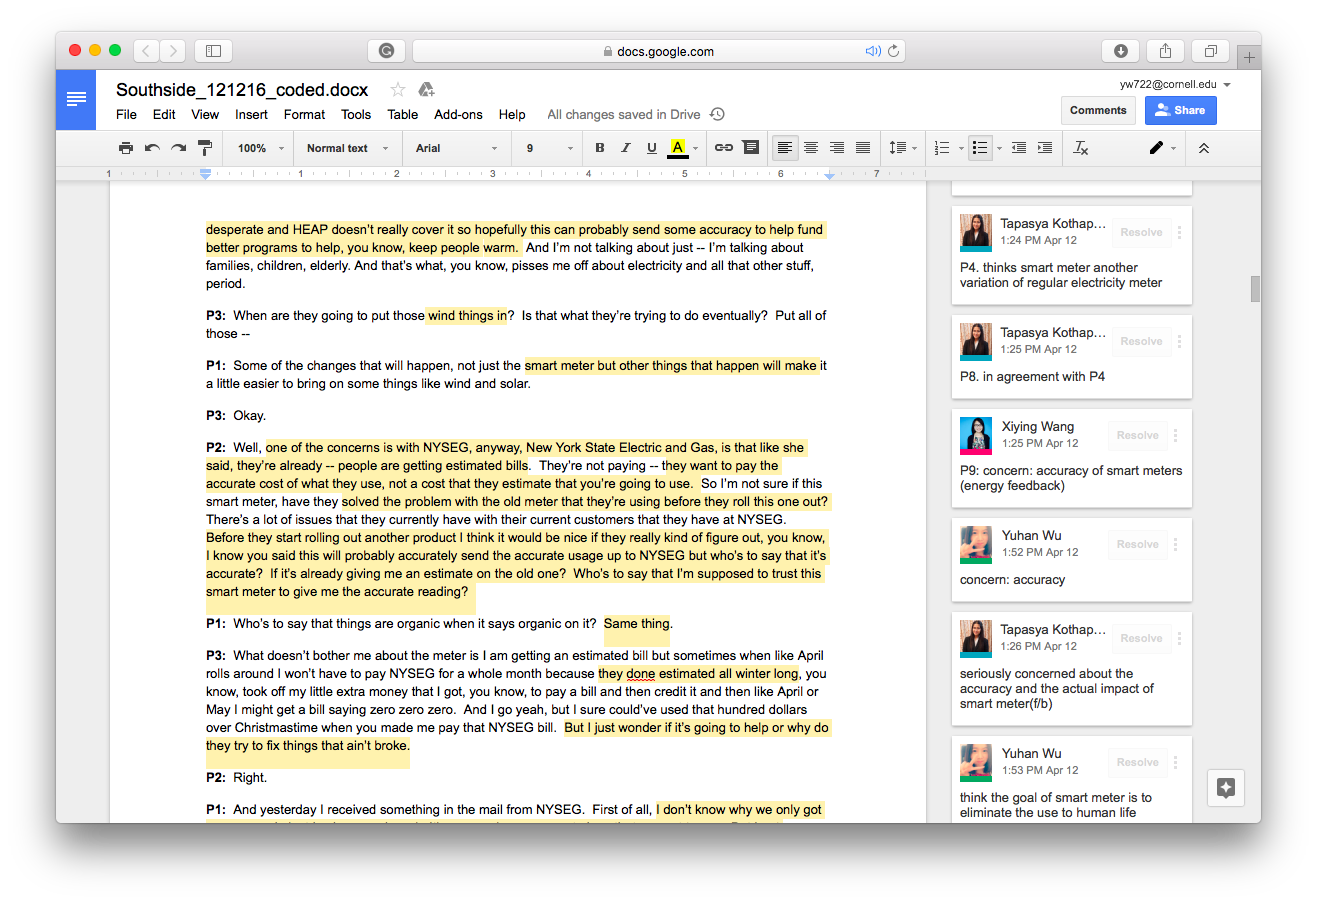 docs.google.com
Southside_121216_coded.docx
yw722@cornell.edu
File Edit View Insert Format Tools Table Add-ons Help All changes saved in Drive
Comments Share
100% Normal text Arial 9 B I U A
1 1 2 3 4 5 6 7
desperate and HEAP doesn’t really cover it so hopefully this can probably send some accuracy to help fund
better programs to help, you know, keep people warm. And I’m not talking about just -- I’m talking about
families, children, elderly. And that’s what, you know, pisses me off about electricity and all that other stuff,
period.
P3: When are they going to put those wind things in? Is that what they’re trying to do eventually? Put all of
those --
P1: Some of the changes that will happen, not just the smart meter but other things that happen will make it
a little easier to bring on some things like wind and solar.
P3: Okay.
P2: Well, one of the concerns is with NYSEG, anyway, New York State Electric and Gas, is that like she
said, they’re already -- people are getting estimated bills. They’re not paying -- they want to pay the
accurate cost of what they use, not a cost that they estimate that you’re going to use. So I’m not sure if this
smart meter, have they solved the problem with the old meter that they’re using before they roll this one out?
There’s a lot of issues that they currently have with their current customers that they have at NYSEG.
Before they start rolling out another product I think it would be nice if they really kind of figure out, you know,
I know you said this will probably accurately send the accurate usage up to NYSEG but who’s to say that it’s
accurate? If it’s already giving me an estimate on the old one? Who’s to say that I’m supposed to trust this
smart meter to give me the accurate reading?
P1: Who’s to say that things are organic when it says organic on it? Same thing.
P3: What doesn’t bother me about the meter is I am getting an estimated bill but sometimes when like April
rolls around I won’t have to pay NYSEG for a whole month because they done estimated all winter long, you
know, took off my little extra money that I got, you know, to pay a bill and then credit it and then like April or
May I might get a bill saying zero zero zero. And I go yeah, but I sure could’ve used that hundred dollars
over Christmastime when you made me pay that NYSEG bill. But I just wonder if it’s going to help or why do
they try to fix things that ain’t broke.
P2: Right.
P1: And yesterday I received something in the mail from NYSEG. First of all, I don’t know why we only got
Tapasya Kothap...
1:24 PM Apr 12
Resolve
P4. thinks smart meter another
variation of regular electricity meter
Tapasya Kothap...
1:25 PM Apr 12
Resolve
P8. in agreement with P4
Xiying Wang
1:25 PM Apr 12
Resolve
P9: concern: accuracy of smart meters
(energy feedback)
Yuhan Wu
1:52 PM Apr 12
Resolve
concern: accuracy
Tapasya Kothap...
1:26 PM Apr 12
Resolve
seriously concerned about the
accuracy and the actual impact of
smart meter(f/b)
Yuhan Wu
1:53 PM Apr 12
Resolve
think the goal of smart meter is to
eliminate the use to human life